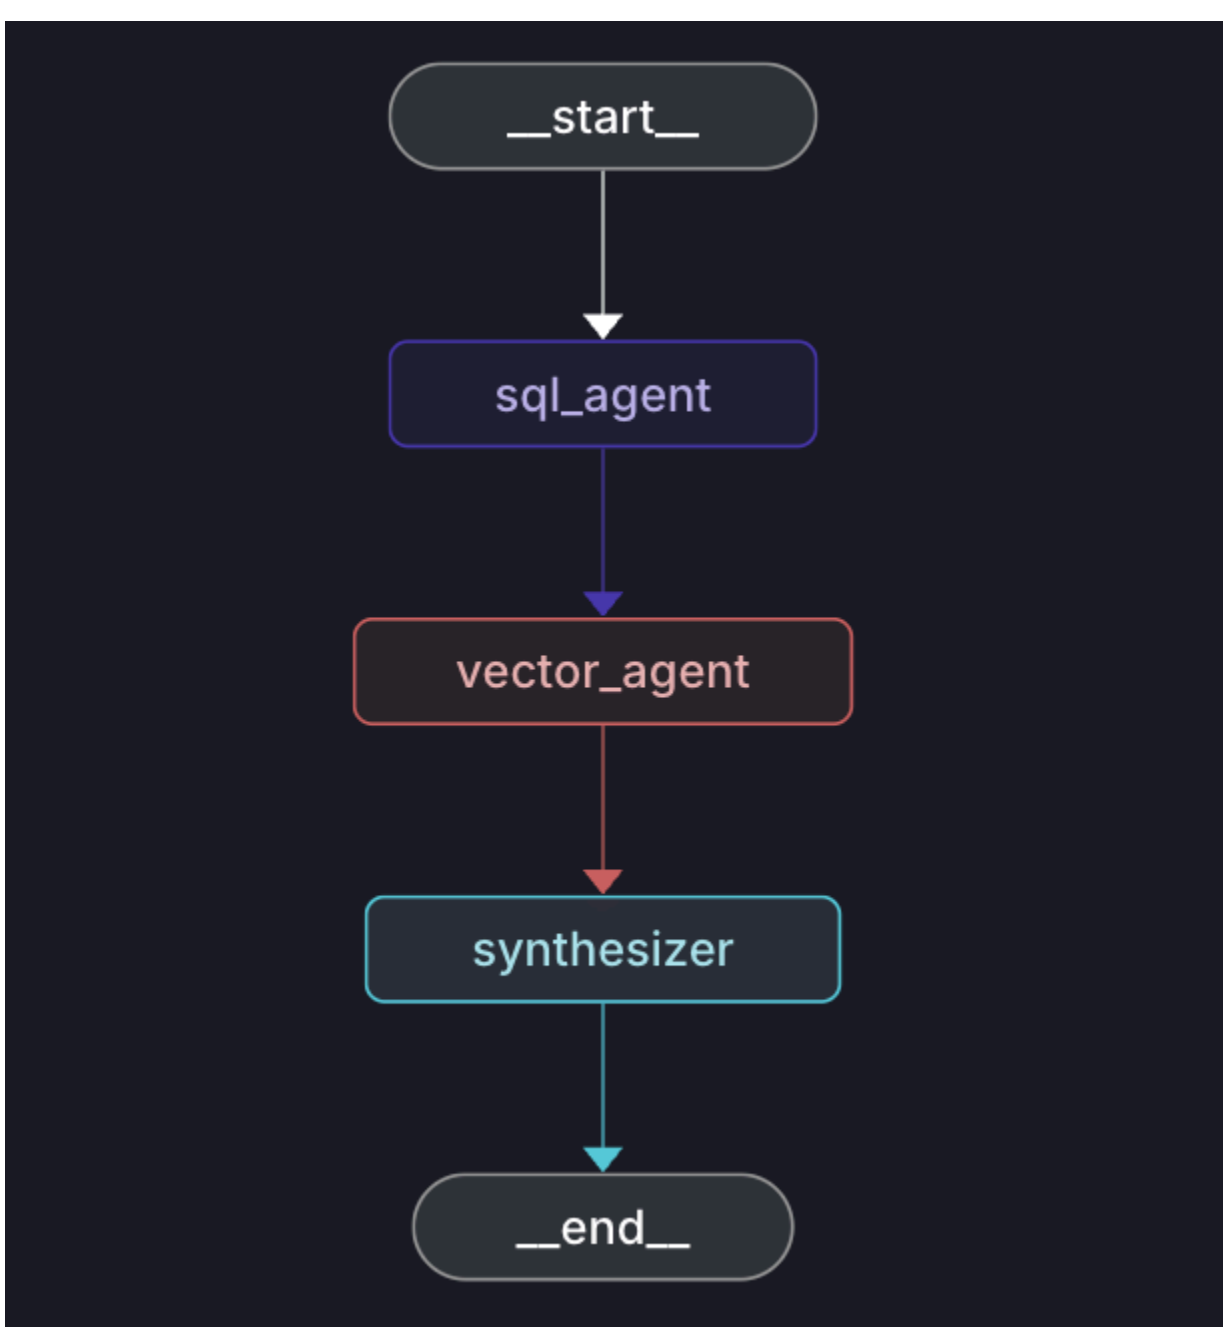 __start__
sql_agent
vector_agent
synthesizer
__end__